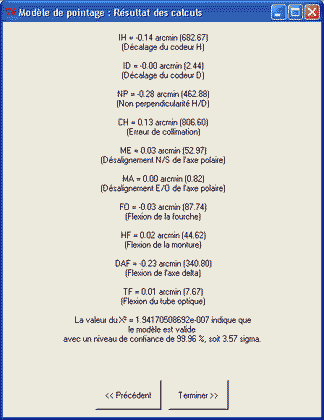 Modèle de pointage : Résultat des calculs
IH = -0.14 arcmin (682.67)
(Décalage du codeur H)
ID = -0.00 arcmin (2.44)
(Décalage du codeur D)
NP = -0.28 arcmin (462.88)
(Non perpendicularité H/D)
CH = 0.13 arcmin (806.60)
(Erreur de collimation)
ME = 0.03 arcmin (52.97)
(Désalignement N/S de l'axe polaire)
MA = 0.00 arcmin (0.82)
(Désalignement E/O de l'axe polaire)
FO = -0.03 arcmin (87.74)
(Flexion de la fourche)
HF = 0.02 arcmin (44.62)
(Flexion de la monture)
DAF = -0.23 arcmin (340.80)
(Flexion de l'axe delta)
TF = 0.01 arcmin (7.67)
(Flexion du tube optique)
La valeur du X² = 1.94170508692e-007 indique que
le modèle est valide
avec un niveau de confiance de 99.96 %, soit 3.57 sigma.
<< Précédent
Terminer >>